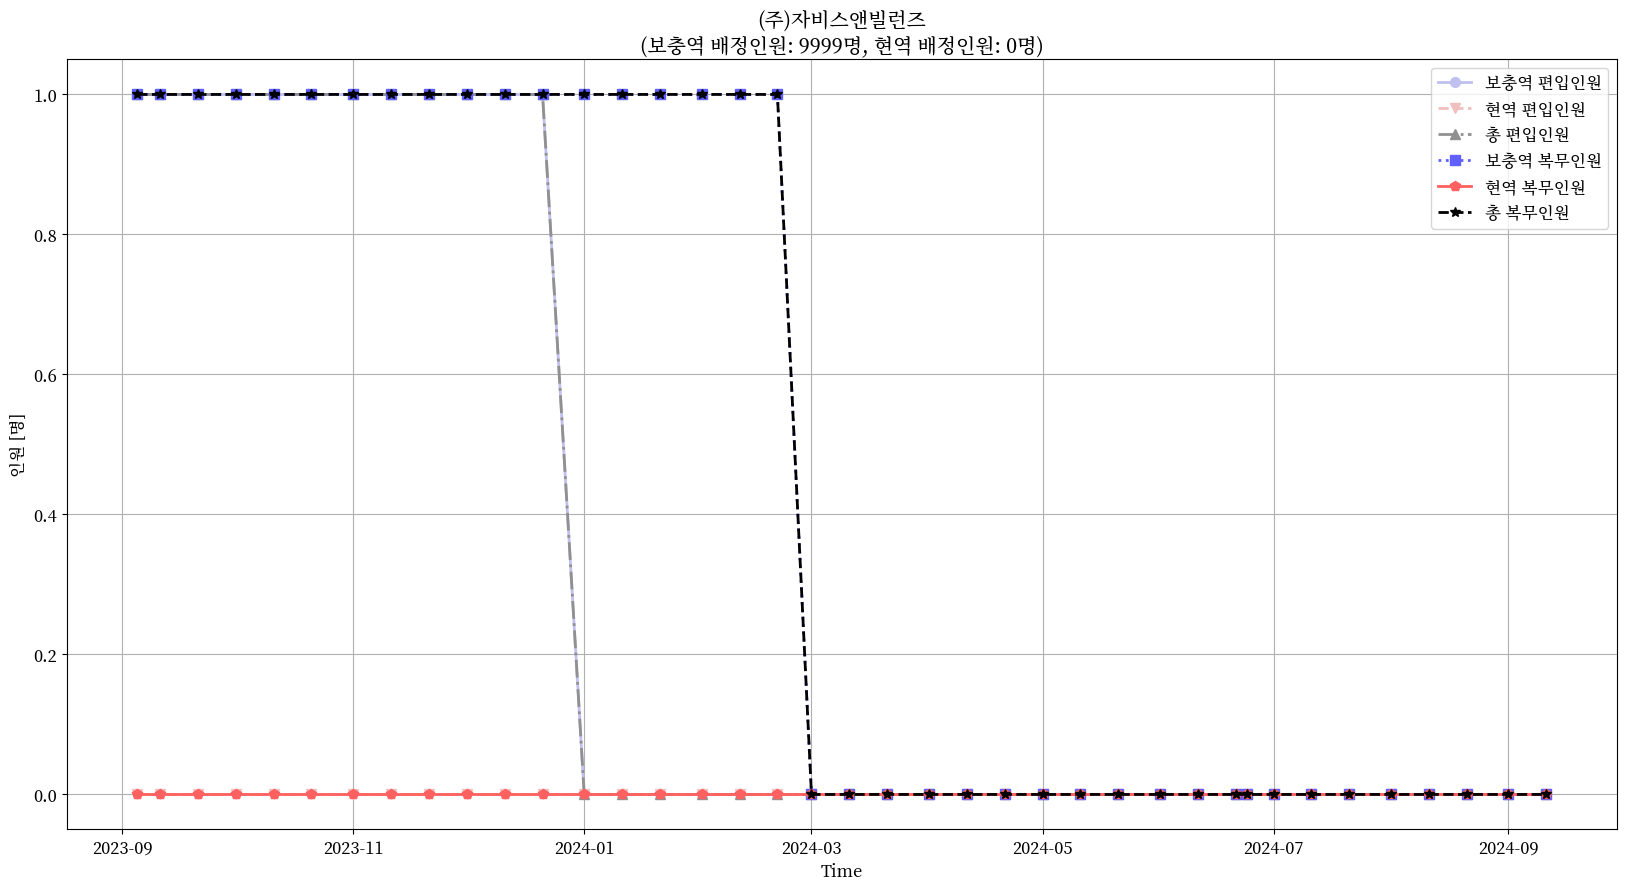 (주)자비스앤빌런즈
(보충역 배정인원: 9999명, 현역 배정인원: 0명)
보충역 편입인원
현역 편입인원
총 편입인원
보충역 복무인원
현역 복무인원
총 복무인원
인원 [명]
1.0
0.8
0.6
0.4
0.2
0.0
2023-09
2023-11
2024-01
2024-03
2024-05
2024-07
2024-09
Time